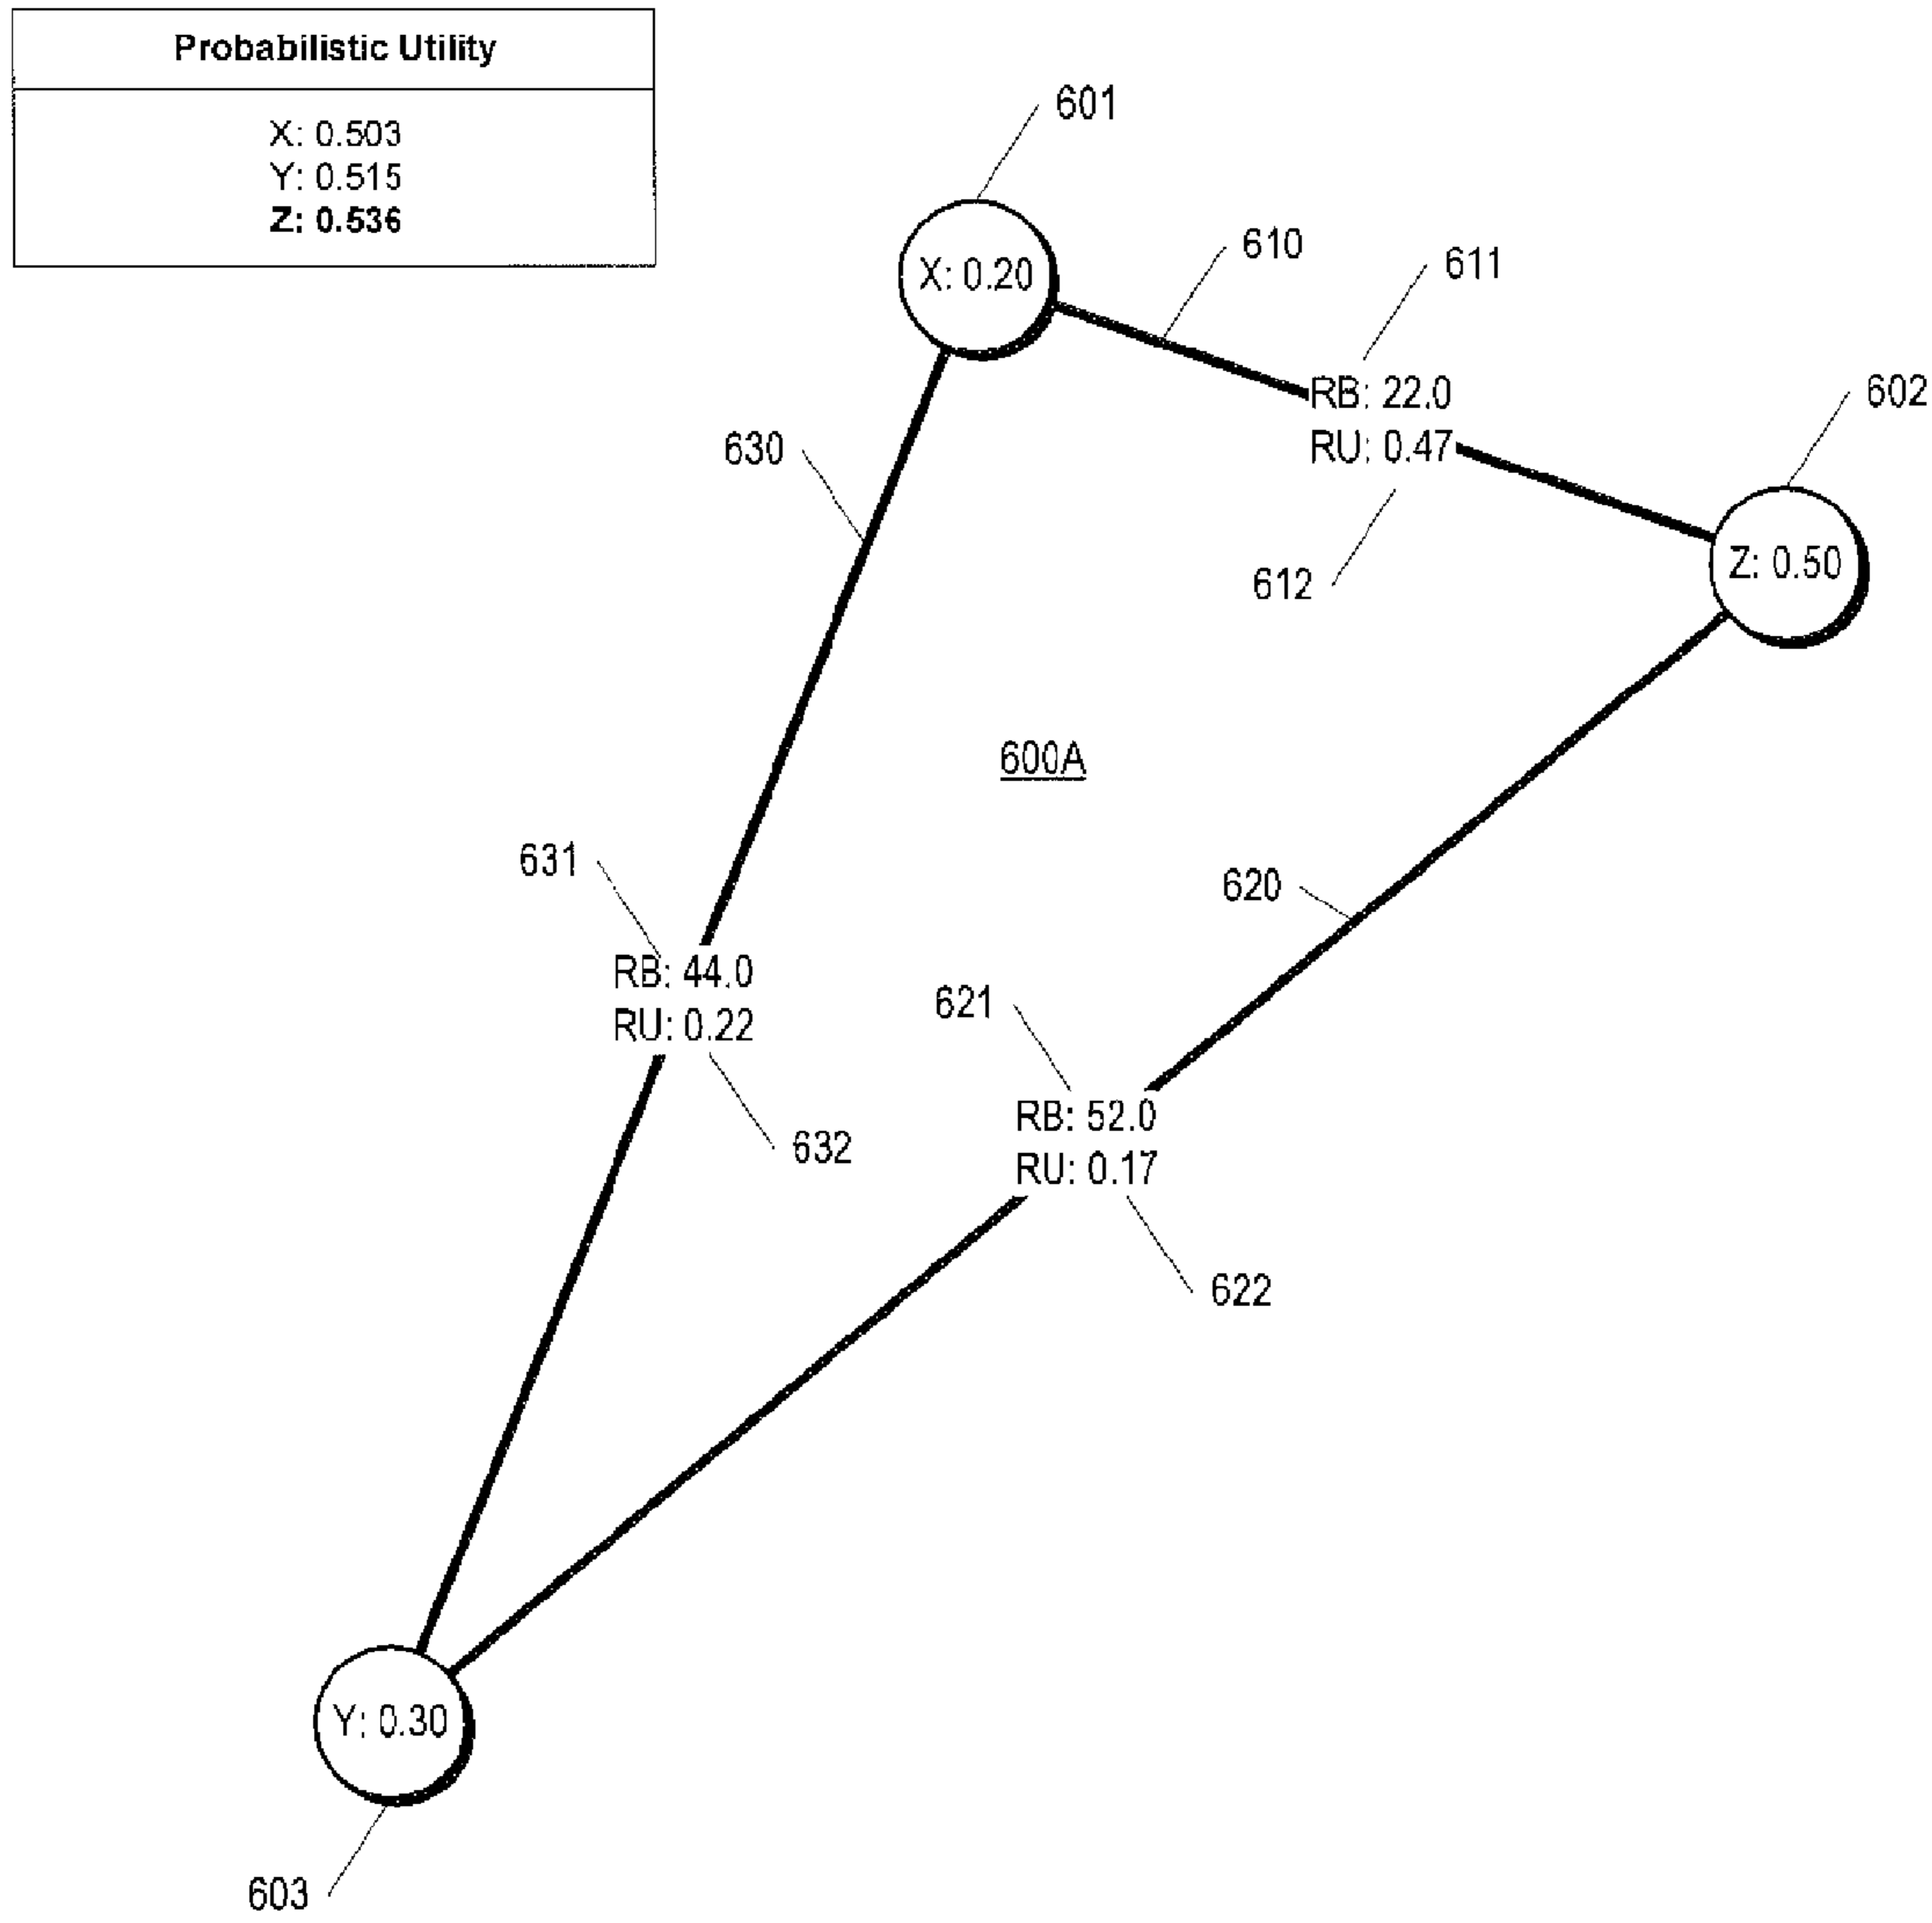 Probabilistic Utility
X: 0.503
Y: 0.515
Z: 0.536
601
X: 0.20
610
611
RB: 22.0
RU: 0.47
602
630
Z: 0.50
612
600A
631
620
RB: 44.0
RU: 0.22
621
RB: 52.0
RU: 0.17
632
622
Y: 0.30
603